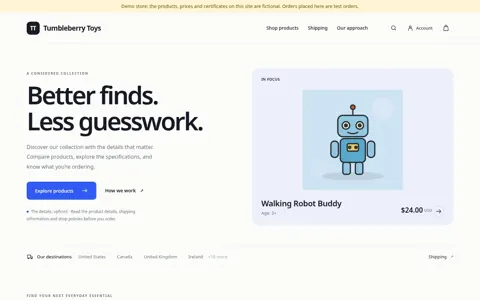 Demo store: the products, prices and certificates on this site are fictional. Orders placed here are test orders.
TT Tumbleberry Toys
Shop products Shipping Our approach Account
A CONSIDERED COLLECTION
Better finds.
Less guesswork.
Discover our collection with the details that matter.
Compare products, explore the specifications, and
know what you're ordering.
Explore products → How we work ↗
The details, upfront · Read the product details, shipping
information and shop policies before you order.
IN FOCUS
Walking Robot Buddy
Age: 3+
$24.00 USD →
Our destinations United States Canada United Kingdom Ireland Shipping ↗
FIND YOUR NEXT EVERYDAY ESSENTIAL